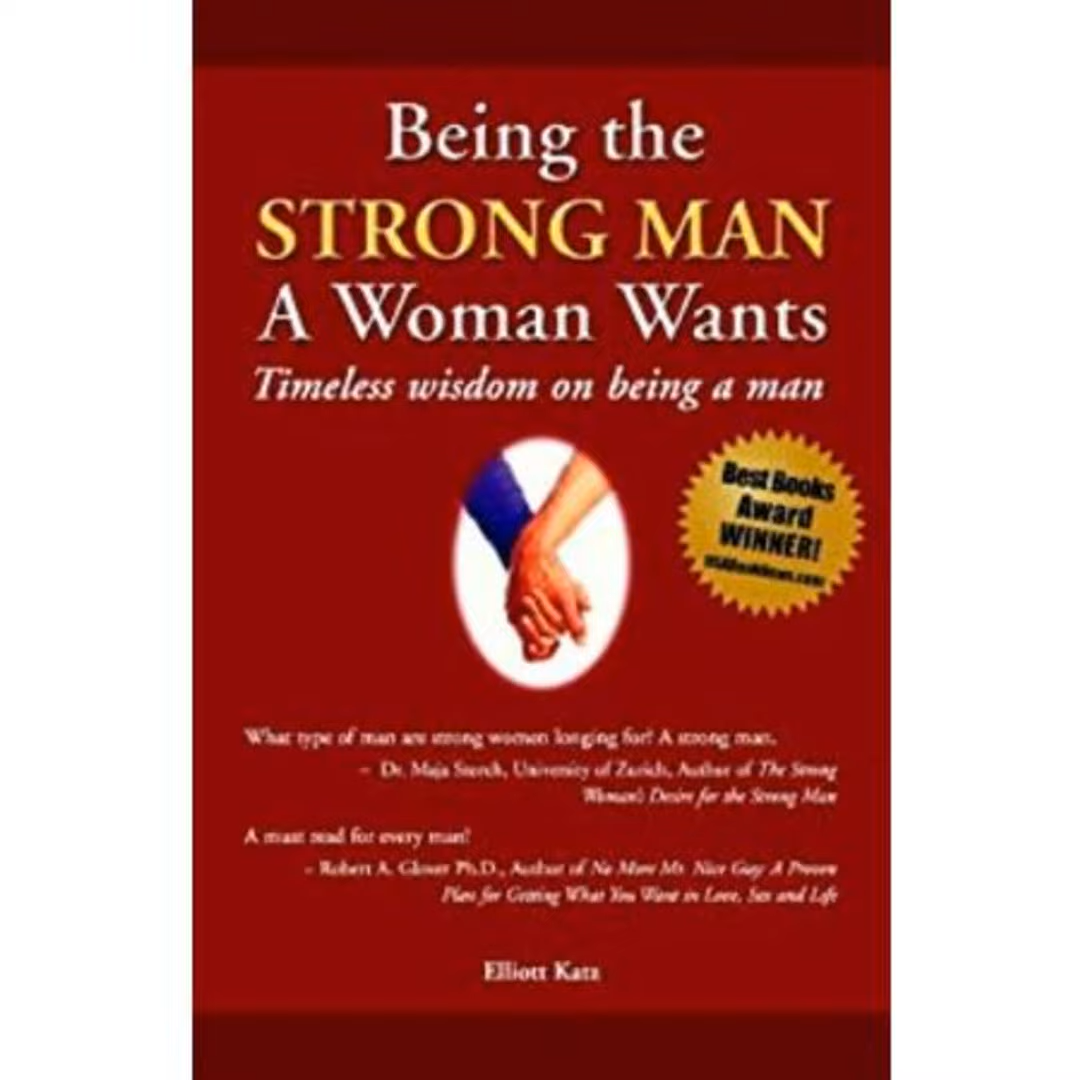 Being the
STRONG MAN
A Woman Wants
Timeless wisdom on being a man
Best Books
Award
WINNER!
USABookNews.com
What type of man are strong women longing for? A strong man.
– Dr. Maja Storch, University of Zurich, Author of The Strong
Woman's Desire for the Strong Man
A must read for every man!
– Robert A. Glover Ph.D., Author of No More Mr. Nice Guy: A Proven
Plan for Getting What You Want in Love, Sex and Life
Elliott Katz